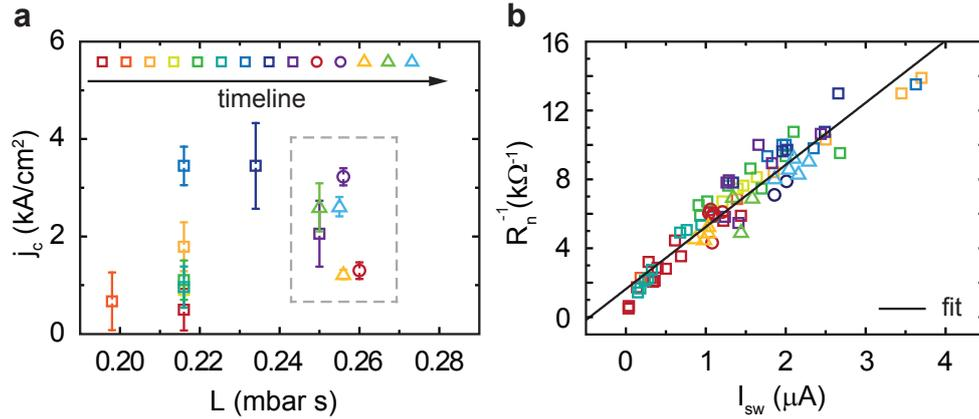 a
6
4
2
0
j_c (kA/cm²)
timeline
0.20 0.22 0.24 0.26 0.28
L (mbar s)
b
16
12
8
4
0
R_n⁻¹(kΩ⁻¹)
fit
0 1 2 3 4
I_sw (μA)